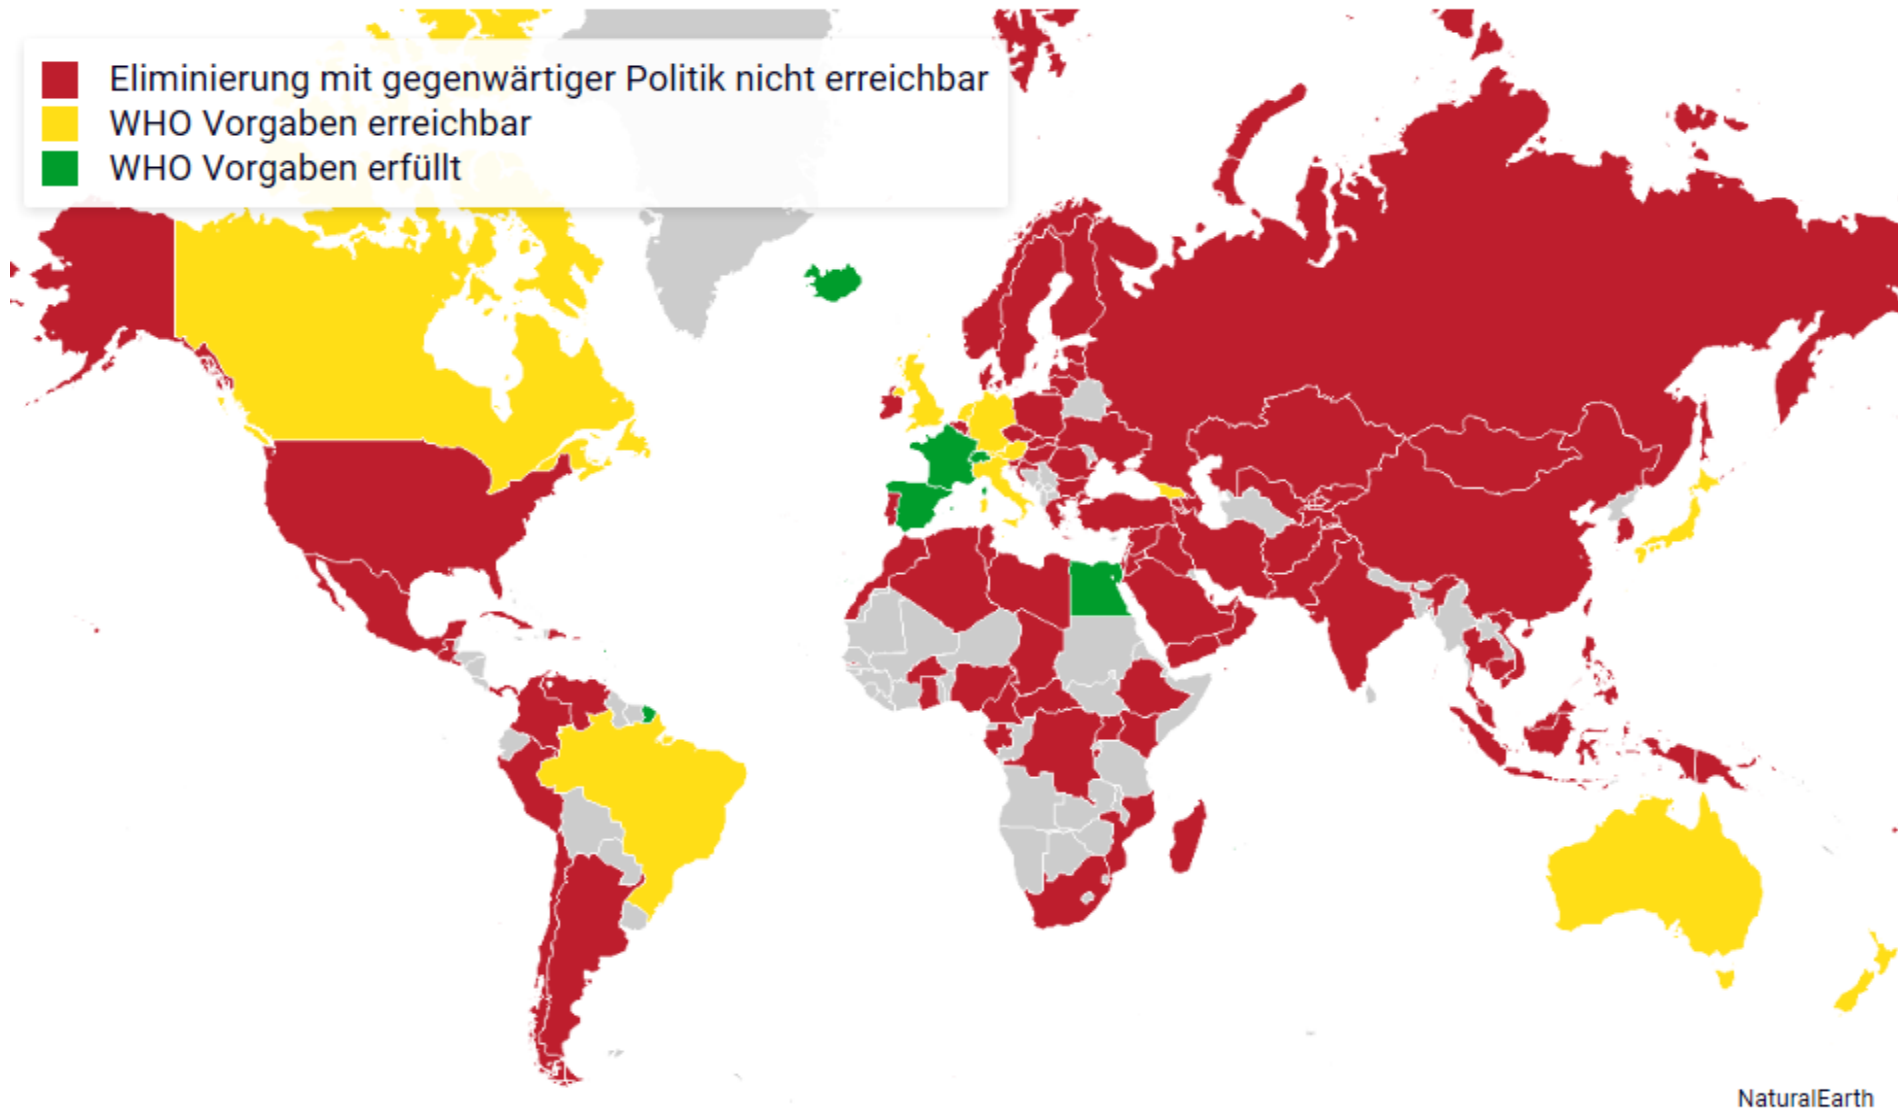 Eliminierung mit gegenwärtiger Politik nicht erreichbar
WHO Vorgaben erreichbar
WHO Vorgaben erfüllt
NaturalEarth